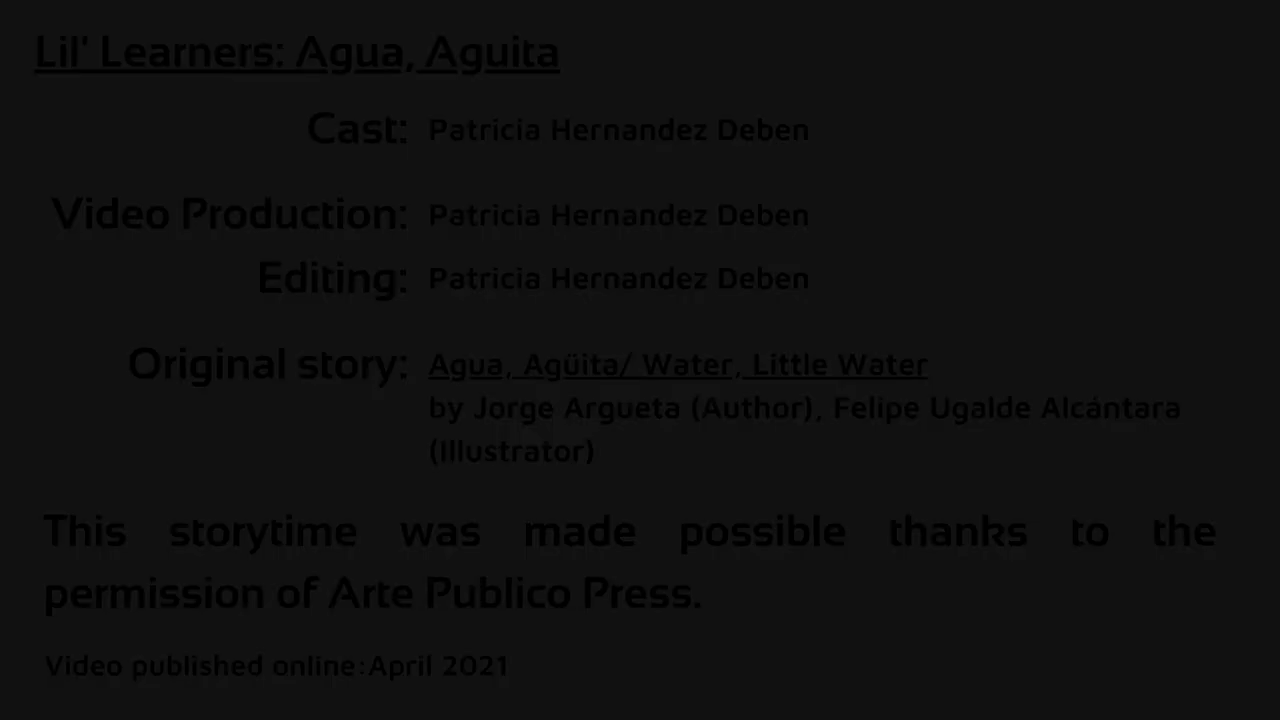 Lil' Learners: Agua, Aguita
Cast: Patricia Hernandez Deben
Video Production: Patricia Hernandez Deben
Editing: Patricia Hernandez Deben
Original story: Agua, Agüita/ Water, Little Water
by Jorge Argueta (Author), Felipe Ugalde Alcántara
(Illustrator)
This storytime was made possible thanks to the
permission of Arte Publico Press.
Video published online:April 2021